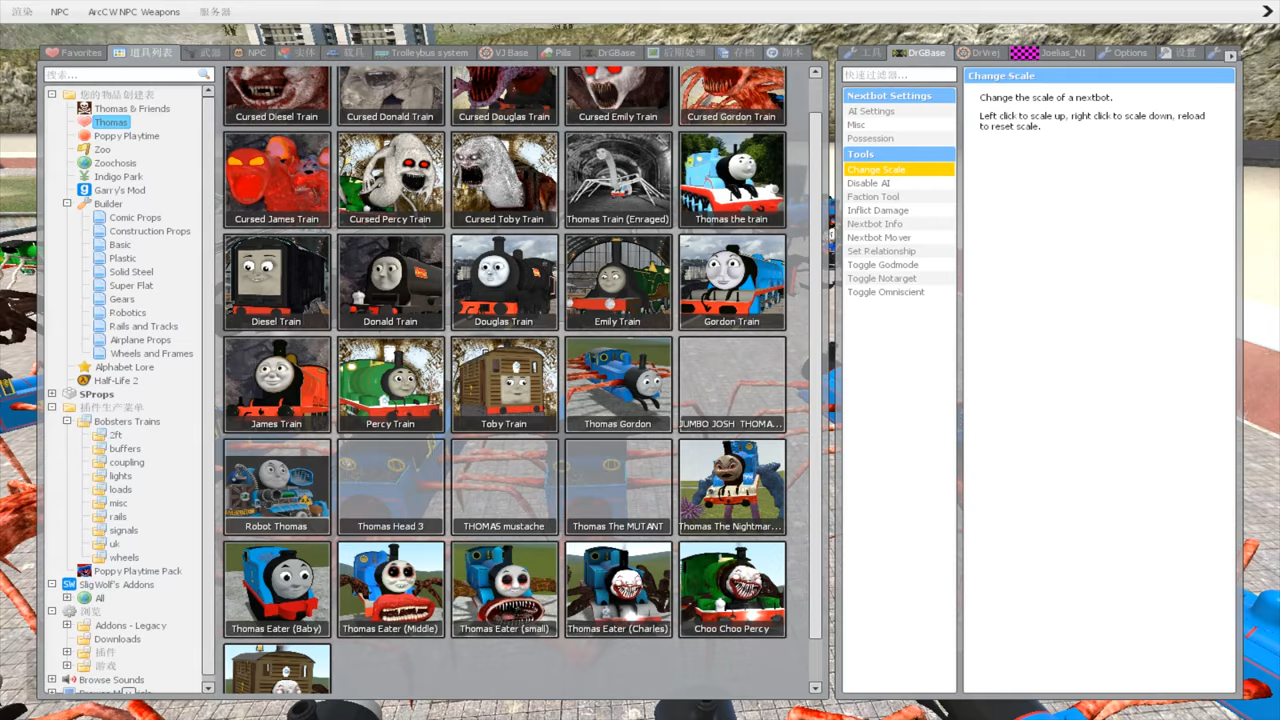 渲染 NPC ArcCW NPC Weapons 服务器
Favorites 道具列表 武器 NPC 实体 载具 Trolleybus system VJ Base Pills DrGBase 后期处理 存档 副本
工具 DrGBase DrWep Joelias_N1 Options 设置
搜索...
您的物品创建表
Thomas & Friends
Thomas
Poppy Playtime
Zoo
Zoochosis
Indigo Park
Garry's Mod
Builder
Comic Props
Construction Props
Basic
Plastic
Solid Steel
Super Flat
Gears
Robotics
Rails and Tracks
Airplane Props
Wheels and Frames
Alphabet Lore
Half-Life 2
SProps
插件生产菜单
Bobsters Trains
2ft
buffers
coupling
lights
loads
misc
rails
signals
uk
wheels
Poppy Playtime Pack
SligWolf's Addons
All
浏览
Addons - Legacy
Downloads
插件
游戏
Browse Sounds
Cursed Diesel Train Cursed Donald Train Cursed Douglas Train Cursed Emily Train Cursed Gordon Train
Cursed James Train Cursed Percy Train Cursed Toby Train Thomas Train (Enraged) Thomas the train
Diesel Train Donald Train Douglas Train Emily Train Gordon Train
James Train Percy Train Toby Train Thomas Gordon JUMBO JOSH THOMA...
Robot Thomas Thomas Head 3 THOMAS mustache Thomas The MUTANT Thomas The Nightmar...
Thomas Eater (Baby) Thomas Eater (Middle) Thomas Eater (small) Thomas Eater (Charles) Choo Choo Percy
快速过滤器...
Nextbot Settings
AI Settings
Misc
Possession
Tools
Change Scale
Disable AI
Faction Tool
Inflict Damage
Nextbot Info
Nextbot Mover
Set Relationship
Toggle Godmode
Toggle Notarget
Toggle Omniscient
Change Scale
Change the scale of a nextbot.
Left click to scale up, right click to scale down, reload
to reset scale.